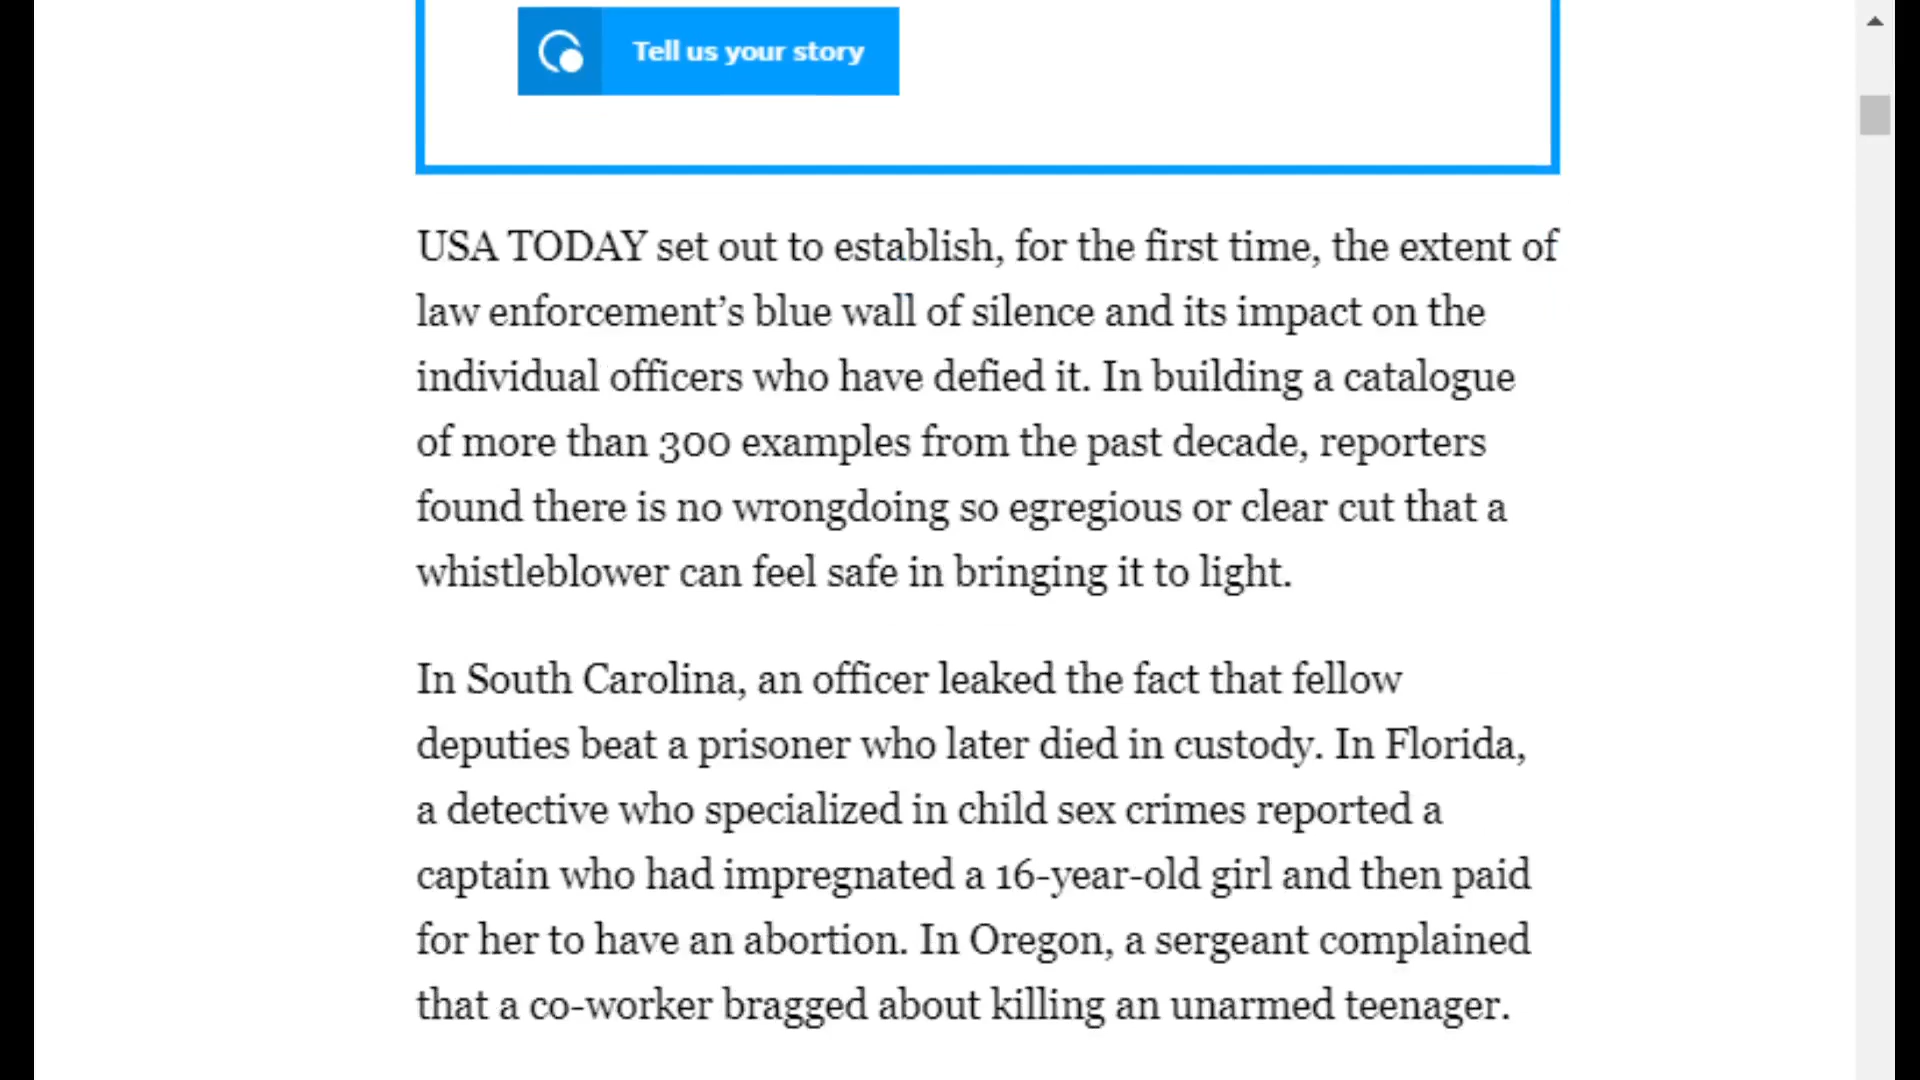 Tell us your story
USA TODAY set out to establish, for the first time, the extent of
law enforcement’s blue wall of silence and its impact on the
individual officers who have defied it. In building a catalogue
of more than 300 examples from the past decade, reporters
found there is no wrongdoing so egregious or clear cut that a
whistleblower can feel safe in bringing it to light.
In South Carolina, an officer leaked the fact that fellow
deputies beat a prisoner who later died in custody. In Florida,
a detective who specialized in child sex crimes reported a
captain who had impregnated a 16-year-old girl and then paid
for her to have an abortion. In Oregon, a sergeant complained
that a co-worker bragged about killing an unarmed teenager.